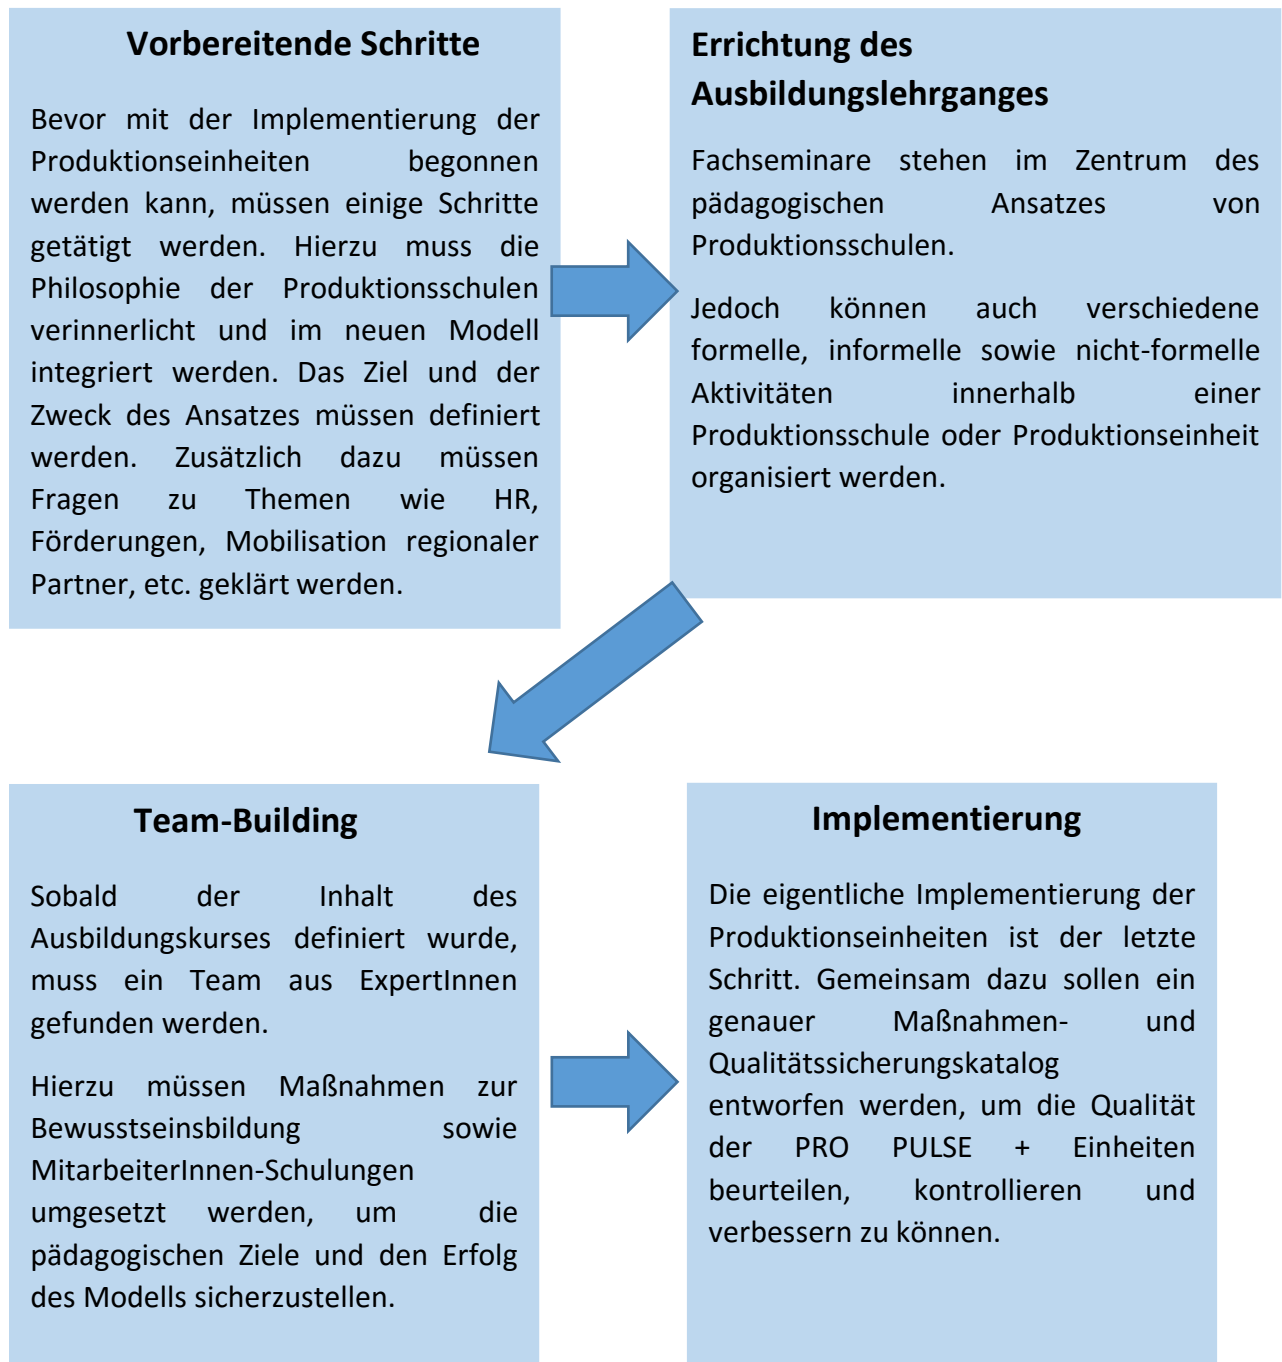 Vorbereitende Schritte
Bevor mit der Implementierung der
Produktionseinheiten begonnen
werden kann, müssen einige Schritte
getätigt werden. Hierzu muss die
Philosophie der Produktionsschulen
verinnerlicht und im neuen Modell
integriert werden. Das Ziel und der
Zweck des Ansatzes müssen definiert
werden. Zusätzlich dazu müssen
Fragen zu Themen wie HR,
Förderungen, Mobilisation regionaler
Partner, etc. geklärt werden.
Errichtung des
Ausbildungslehrganges
Fachseminare stehen im Zentrum des
pädagogischen Ansatzes von
Produktionsschulen.
Jedoch können auch verschiedene
formelle, informelle sowie nicht-formelle
Aktivitäten innerhalb einer
Produktionsschule oder Produktionseinheit
organisiert werden.
Team-Building
Sobald der Inhalt des
Ausbildungskurses definiert wurde,
muss ein Team aus ExpertInnen
gefunden werden.
Hierzu müssen Maßnahmen zur
Bewusstseinsbildung sowie
MitarbeiterInnen-Schulungen
umgesetzt werden, um die
pädagogischen Ziele und den Erfolg
des Modells sicherzustellen.
Implementierung
Die eigentliche Implementierung der
Produktionseinheiten ist der letzte
Schritt. Gemeinsam dazu sollen ein
genauer Maßnahmen- und
Qualitätssicherungskatalog
entworfen werden, um die Qualität
der PRO PULSE + Einheiten
beurteilen, kontrollieren und
verbessern zu können.